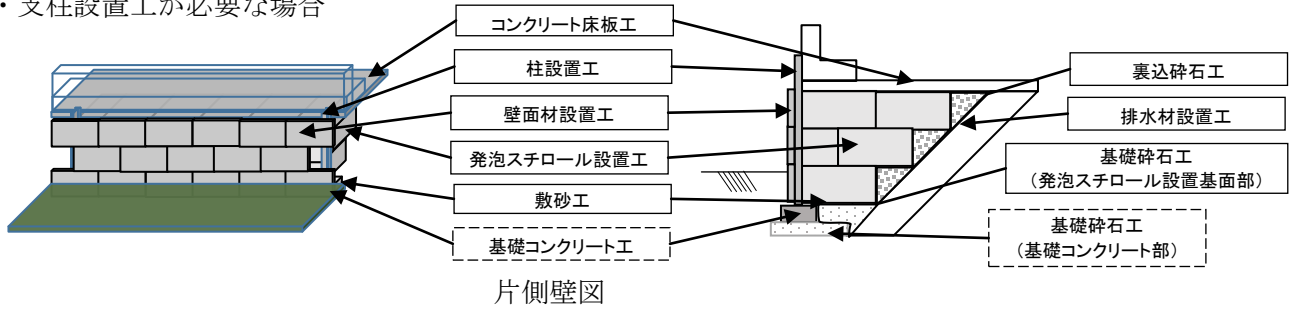 ・支柱設置工が必要な場合
コンクリート床板工
柱設置工
壁面材設置工
発泡スチロール設置工
敷砂工
基礎コンクリート工
裏込砕石工
排水材設置工
基礎砕石工
（発泡スチロール設置基面部）
基礎砕石工
（基礎コンクリート部）
片側壁図